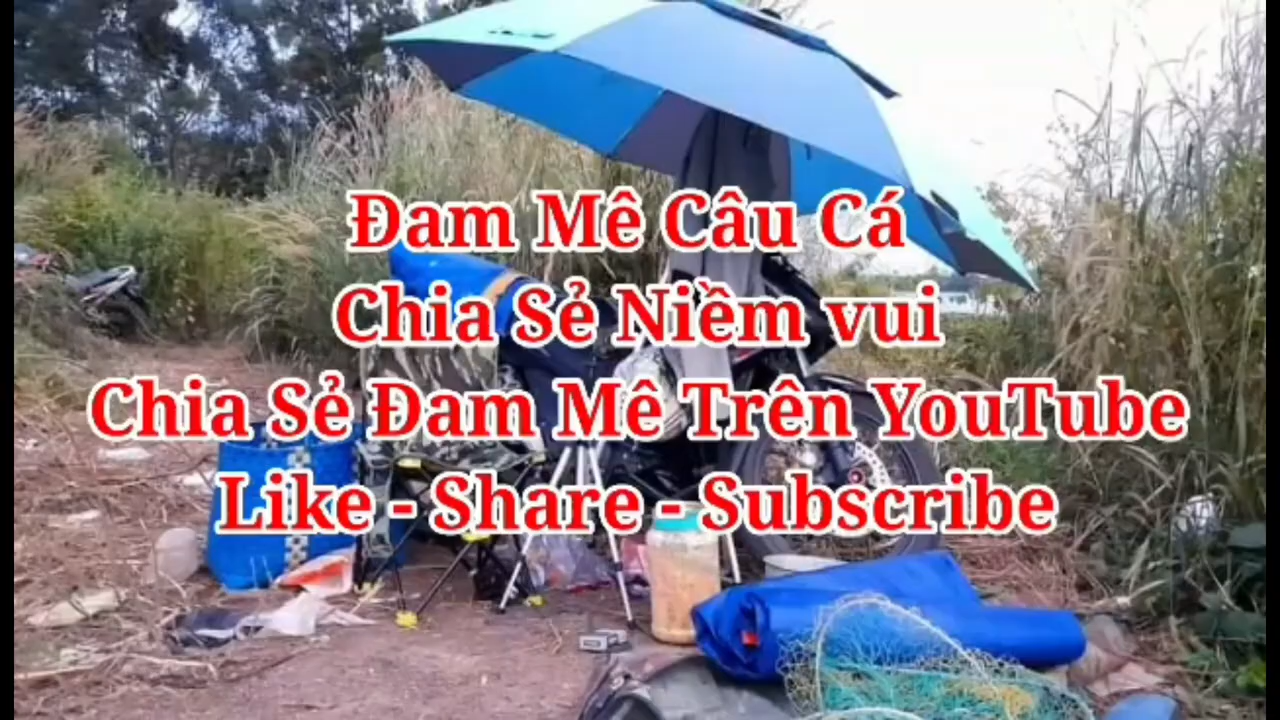 Đam Mê Câu Cá
Chia Sẻ Niềm vui
Chia Sẻ Đam Mê Trên YouTube
Like - Share - Subscribe